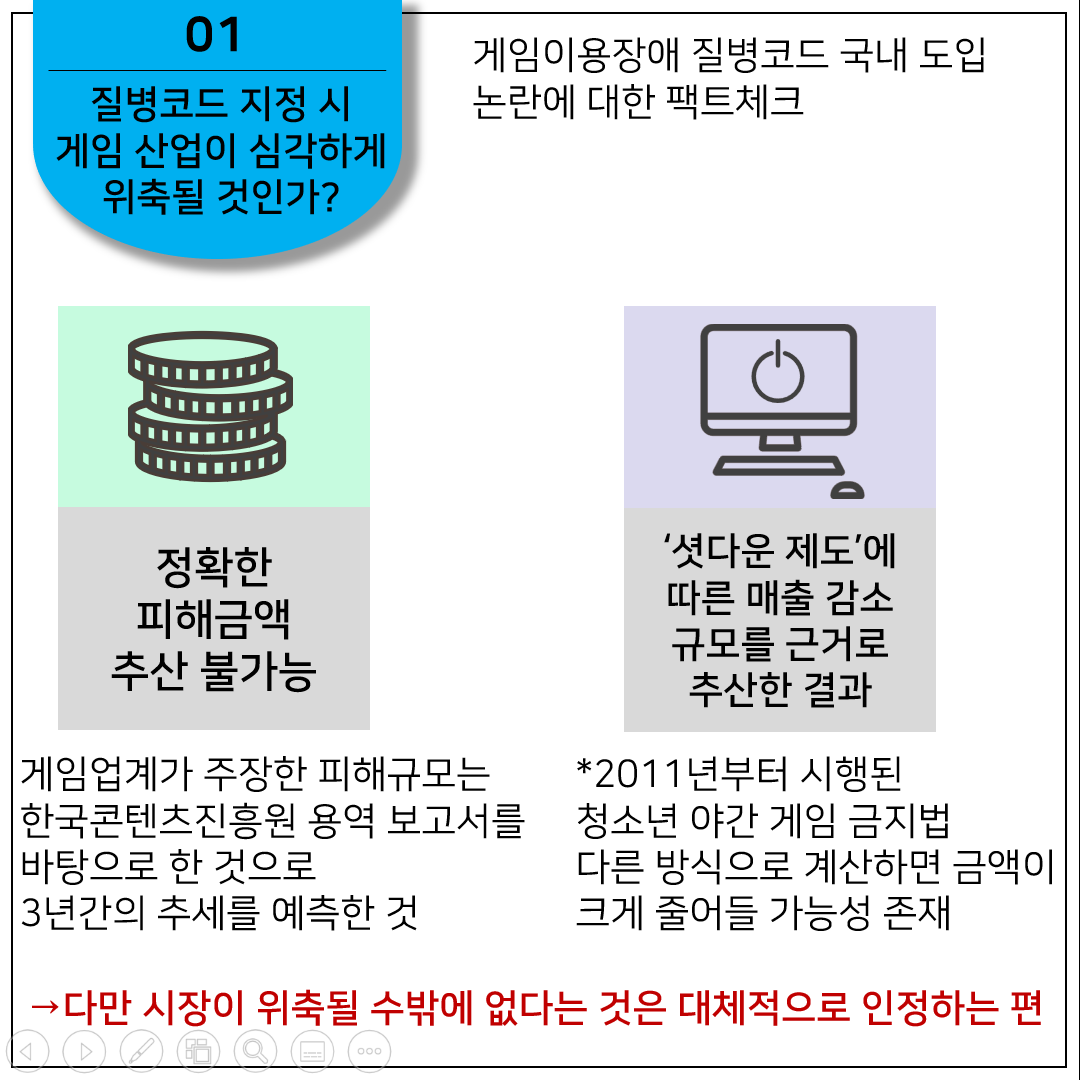 01
질병코드 지정 시
게임 산업이 심각하게
위축될 것인가?
게임이용장애 질병코드 국내 도입
논란에 대한 팩트체크
정확한
피해금액
추산 불가능
게임업계가 주장한 피해규모는
한국콘텐츠진흥원 용역 보고서를
바탕으로 한 것으로
3년간의 추세를 예측한 것
‘셧다운 제도’에
따른 매출 감소
규모를 근거로
추산한 결과
*2011년부터 시행된
청소년 야간 게임 금지법
다른 방식으로 계산하면 금액이
크게 줄어들 가능성 존재
→다만 시장이 위축될 수밖에 없다는 것은 대체적으로 인정하는 편